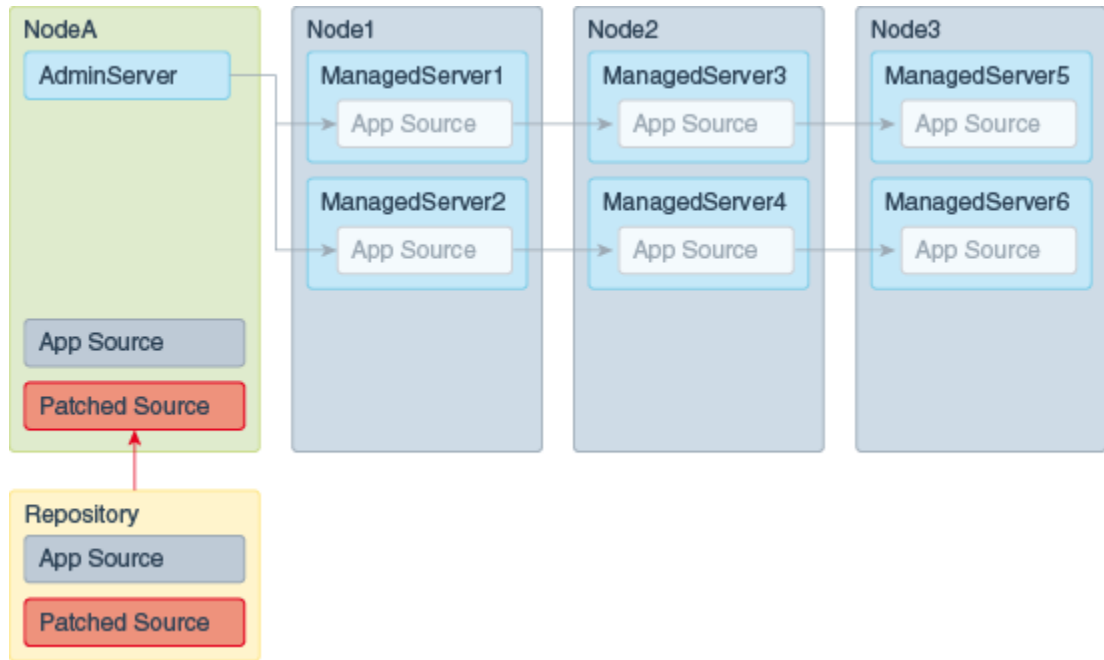 NodeA
AdminServer
App Source
Patched Source
Repository
App Source
Patched Source
Node1
ManagedServer1
App Source
ManagedServer2
App Source
Node2
ManagedServer3
App Source
ManagedServer4
App Source
Node3
ManagedServer5
App Source
ManagedServer6
App Source